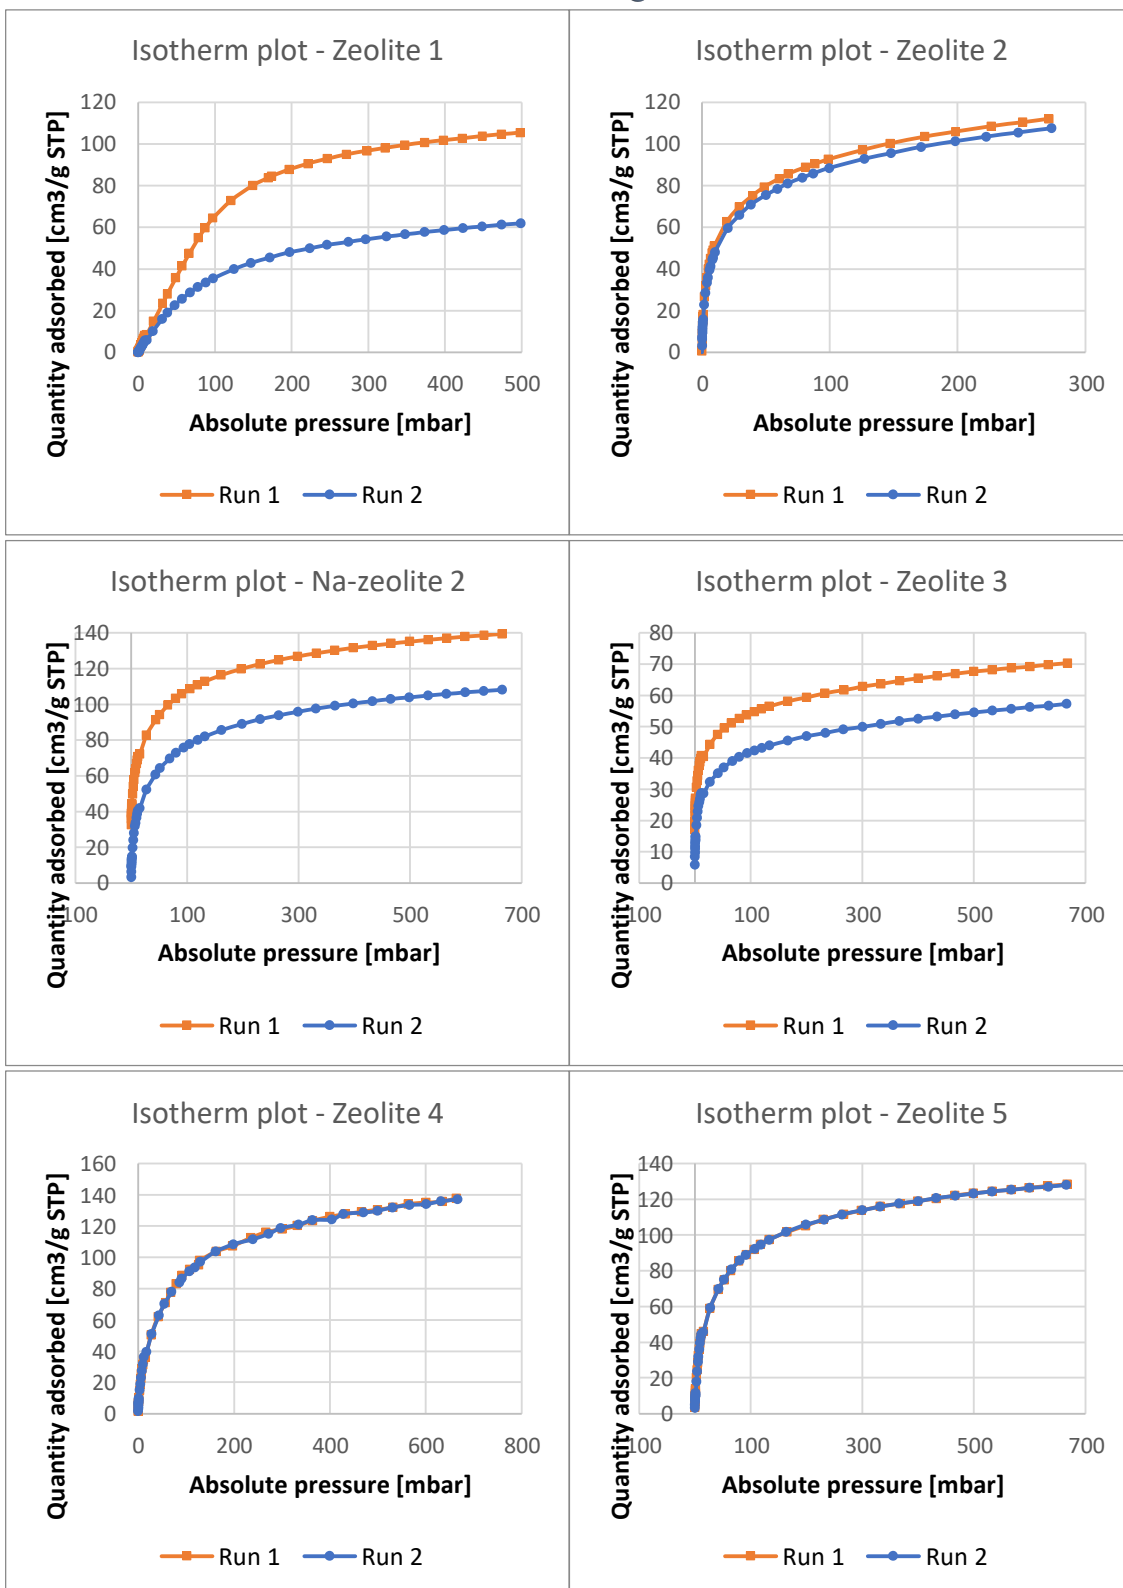 Isotherm plot - Zeolite 1
Quantity adsorbed [cm3/g STP]
120
100
80
60
40
20
0
0 100 200 300 400 500
Absolute pressure [mbar]
Run 1 Run 2
Isotherm plot - Zeolite 2
Quantity adsorbed [cm3/g STP]
120
100
80
60
40
20
0
0 100 200 300
Absolute pressure [mbar]
Run 1 Run 2
Isotherm plot - Na-zeolite 2
Quantity adsorbed [cm3/g STP]
140
120
100
80
60
40
20
0
100 100 300 500 700
Absolute pressure [mbar]
Run 1 Run 2
Isotherm plot - Zeolite 3
Quantity adsorbed [cm3/g STP]
80
70
60
50
40
30
20
10
0
100 100 300 500 700
Absolute pressure [mbar]
Run 1 Run 2
Isotherm plot - Zeolite 4
Quantity adsorbed [cm3/g STP]
160
140
120
100
80
60
40
20
0
0 200 400 600 800
Absolute pressure [mbar]
Run 1 Run 2
Isotherm plot - Zeolite 5
Quantity adsorbed [cm3/g STP]
140
120
100
80
60
40
20
0
100 100 300 500 700
Absolute pressure [mbar]
Run 1 Run 2